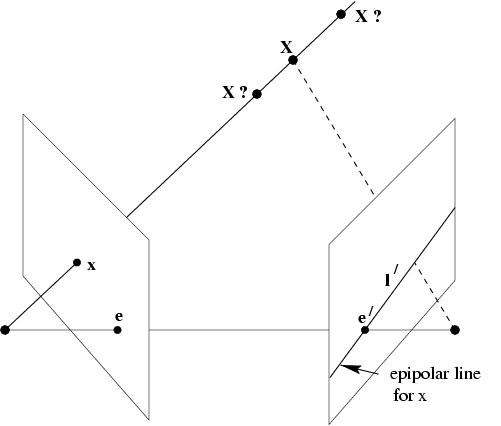 X ?
X
X ?
x
e
l /
e /
epipolar line
for x